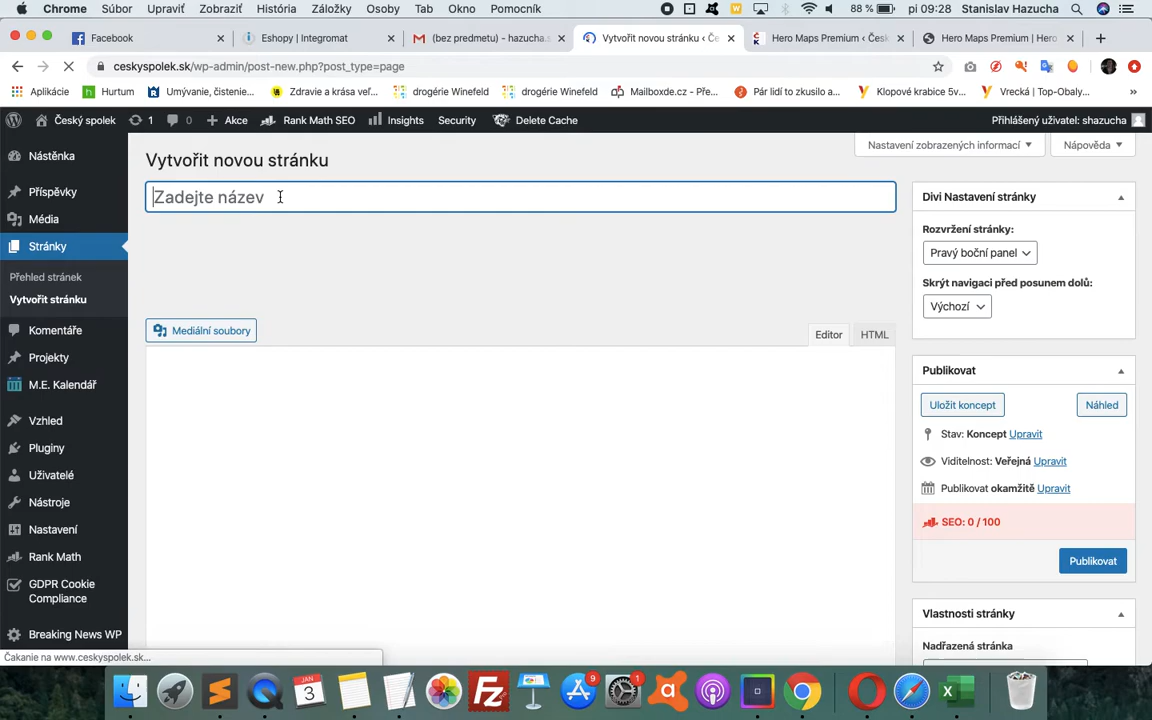 Chrome Súbor Upraviť Zobraziť História Záložky Osoby Tab Okno Pomocník 88 % pi 09:28 Stanislav Hazucha
Facebook Eshopy | Integromat (bez predmetu) - hazucha.s Vytvořit novou stránku ‹ Če Hero Maps Premium ‹ Česk Hero Maps Premium | Hero
ceskyspolek.sk/wp-admin/post-new.php?post_type=page
Aplikácie Hurtum Umývanie, čistenie... Zdravie a krása veľ... drogérie Winefeld drogérie Winefeld Mailboxde.cz - Pře... Pár lidí to zkusilo a... Klopové krabice 5v... Vrecká | Top-Obaly... »
Český spolek 1 0 Akce Rank Math SEO Insights Security Delete Cache Přihlášený uživatel: shazucha
Nastavení zobrazených informací Nápověda
Nástěnka
Příspěvky
Média
Stránky
Přehled stránek
Vytvořit stránku
Komentáře
Projekty
M.E. Kalendář
Vzhled
Pluginy
Uživatelé
Nástroje
Nastavení
Rank Math
GDPR Cookie
Compliance
Breaking News WP
Čakanie na www.ceskyspolek.sk...
Vytvořit novou stránku
Zadejte název
Mediální soubory
Editor HTML
Divi Nastavení stránky
Rozvržení stránky:
Pravý boční panel
Skrýt navigaci před posunem dolů:
Výchozí
Publikovat
Uložit koncept Náhled
Stav: Koncept Upravit
Viditelnost: Veřejná Upravit
Publikovat okamžitě Upravit
SEO: 0 / 100
Publikovat
Vlastnosti stránky
Nadřazená stránka
JAN
3
FZ
9
1